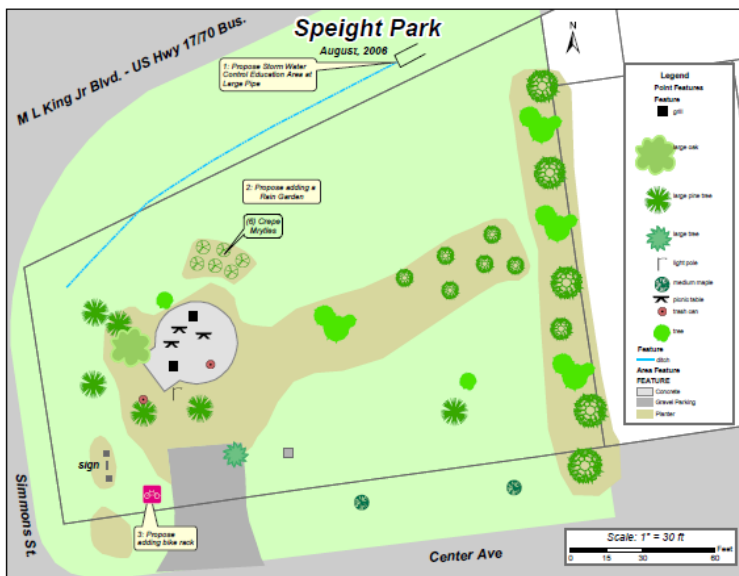 Speight Park
August, 2006
M L King Jr Blvd. - US Hwy 17/70 Bus.
N
1: Propose Storm Water
Control Education Area at
Large Pipe
2: Propose adding a
Rain Garden
(6) Crepe
Myrtles
sign
3: Propose
adding bike rack
Simmons St.
Center Ave
Legend
Point Features
Feature
grill
large oak
large pine tree
large tree
light pole
medium maple
picnic table
trash can
tree
Feature
ditch
Area Feature
FEATURE
Concrete
Gravel Parking
Planter
Scale: 1" = 30 ft
Feet
0 15 30 60